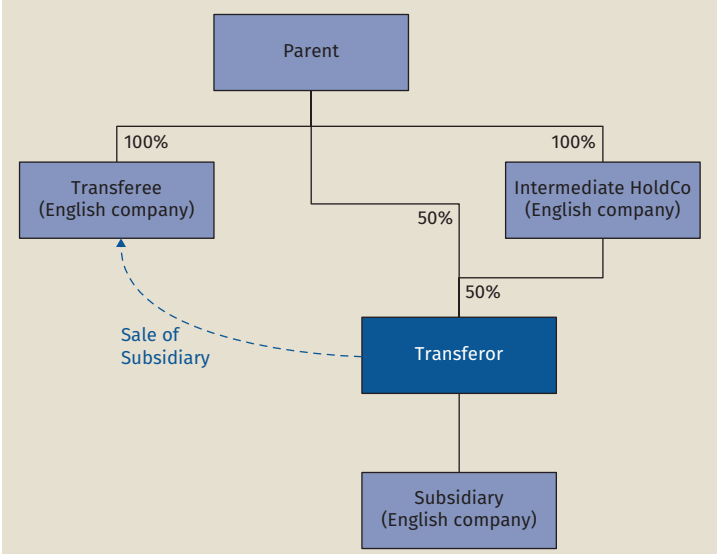 Parent
100%
100%
Transferee
(English company)
Intermediate HoldCo
(English company)
50%
50%
Sale of
Subsidiary
Transferor
Subsidiary
(English company)